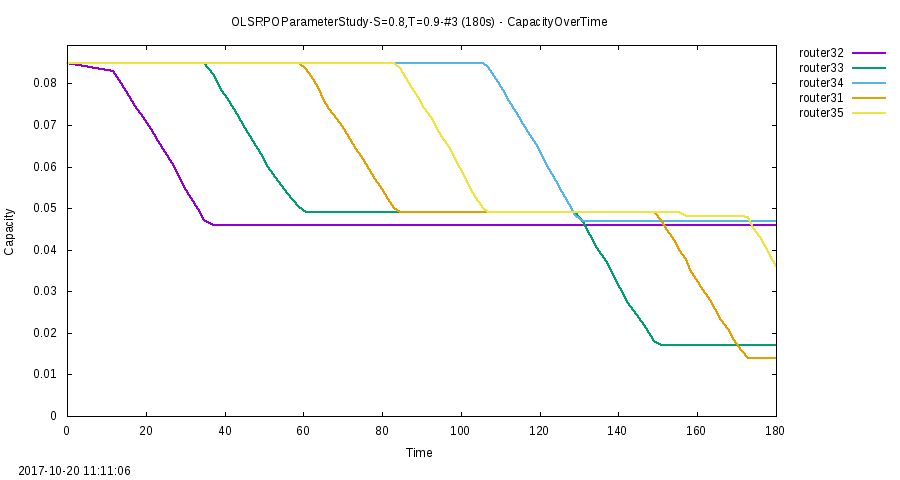 OLSRPOParameterStudy-S=0.8,T=0.9-#3 (180s) - CapacityOverTime
router32
router33
router34
router31
router35
0.08
0.07
0.06
0.05
0.04
0.03
0.02
0.01
0
Capacity
0 20 40 60 80 100 120 140 160 180
Time
2017-10-20 11:11:06